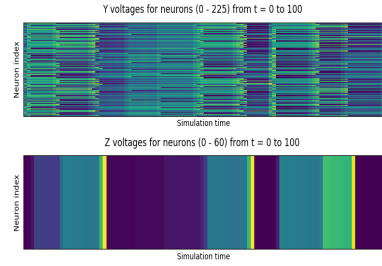 Y voltages for neurons (0 - 225) from t = 0 to 100
Neuron index
Simulation time
Z voltages for neurons (0 - 60) from t = 0 to 100
Neuron index
Simulation time